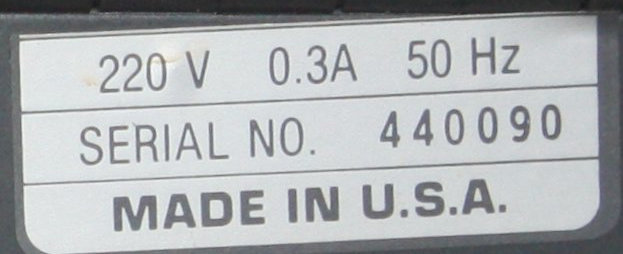 220 V 0.3A 50 Hz
SERIAL NO. 440090
MADE IN U.S.A.